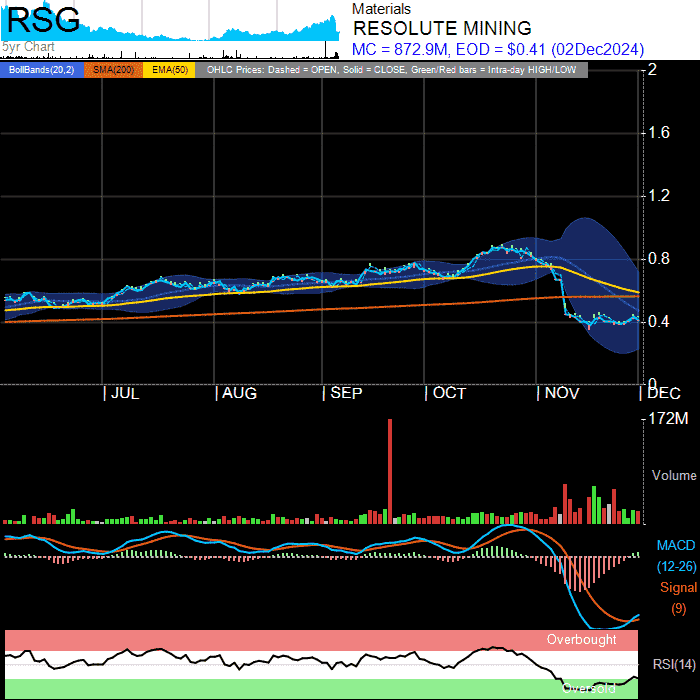 RSG
5yr Chart
Materials
RESOLUTE MINING
MC = 872.9M, EOD = $0.41 (02Dec2024)
BollBands(20,2) SMA(200) EMA(50) OHLC Prices: Dashed = OPEN, Solid = CLOSE, Green/Red bars = Intra-day HIGH/LOW
2
1.6
1.2
0.8
0.4
0
JUL AUG SEP OCT NOV DEC
172M
Volume
MACD
(12-26)
Signal
(9)
Overbought
RSI(14)
Oversold